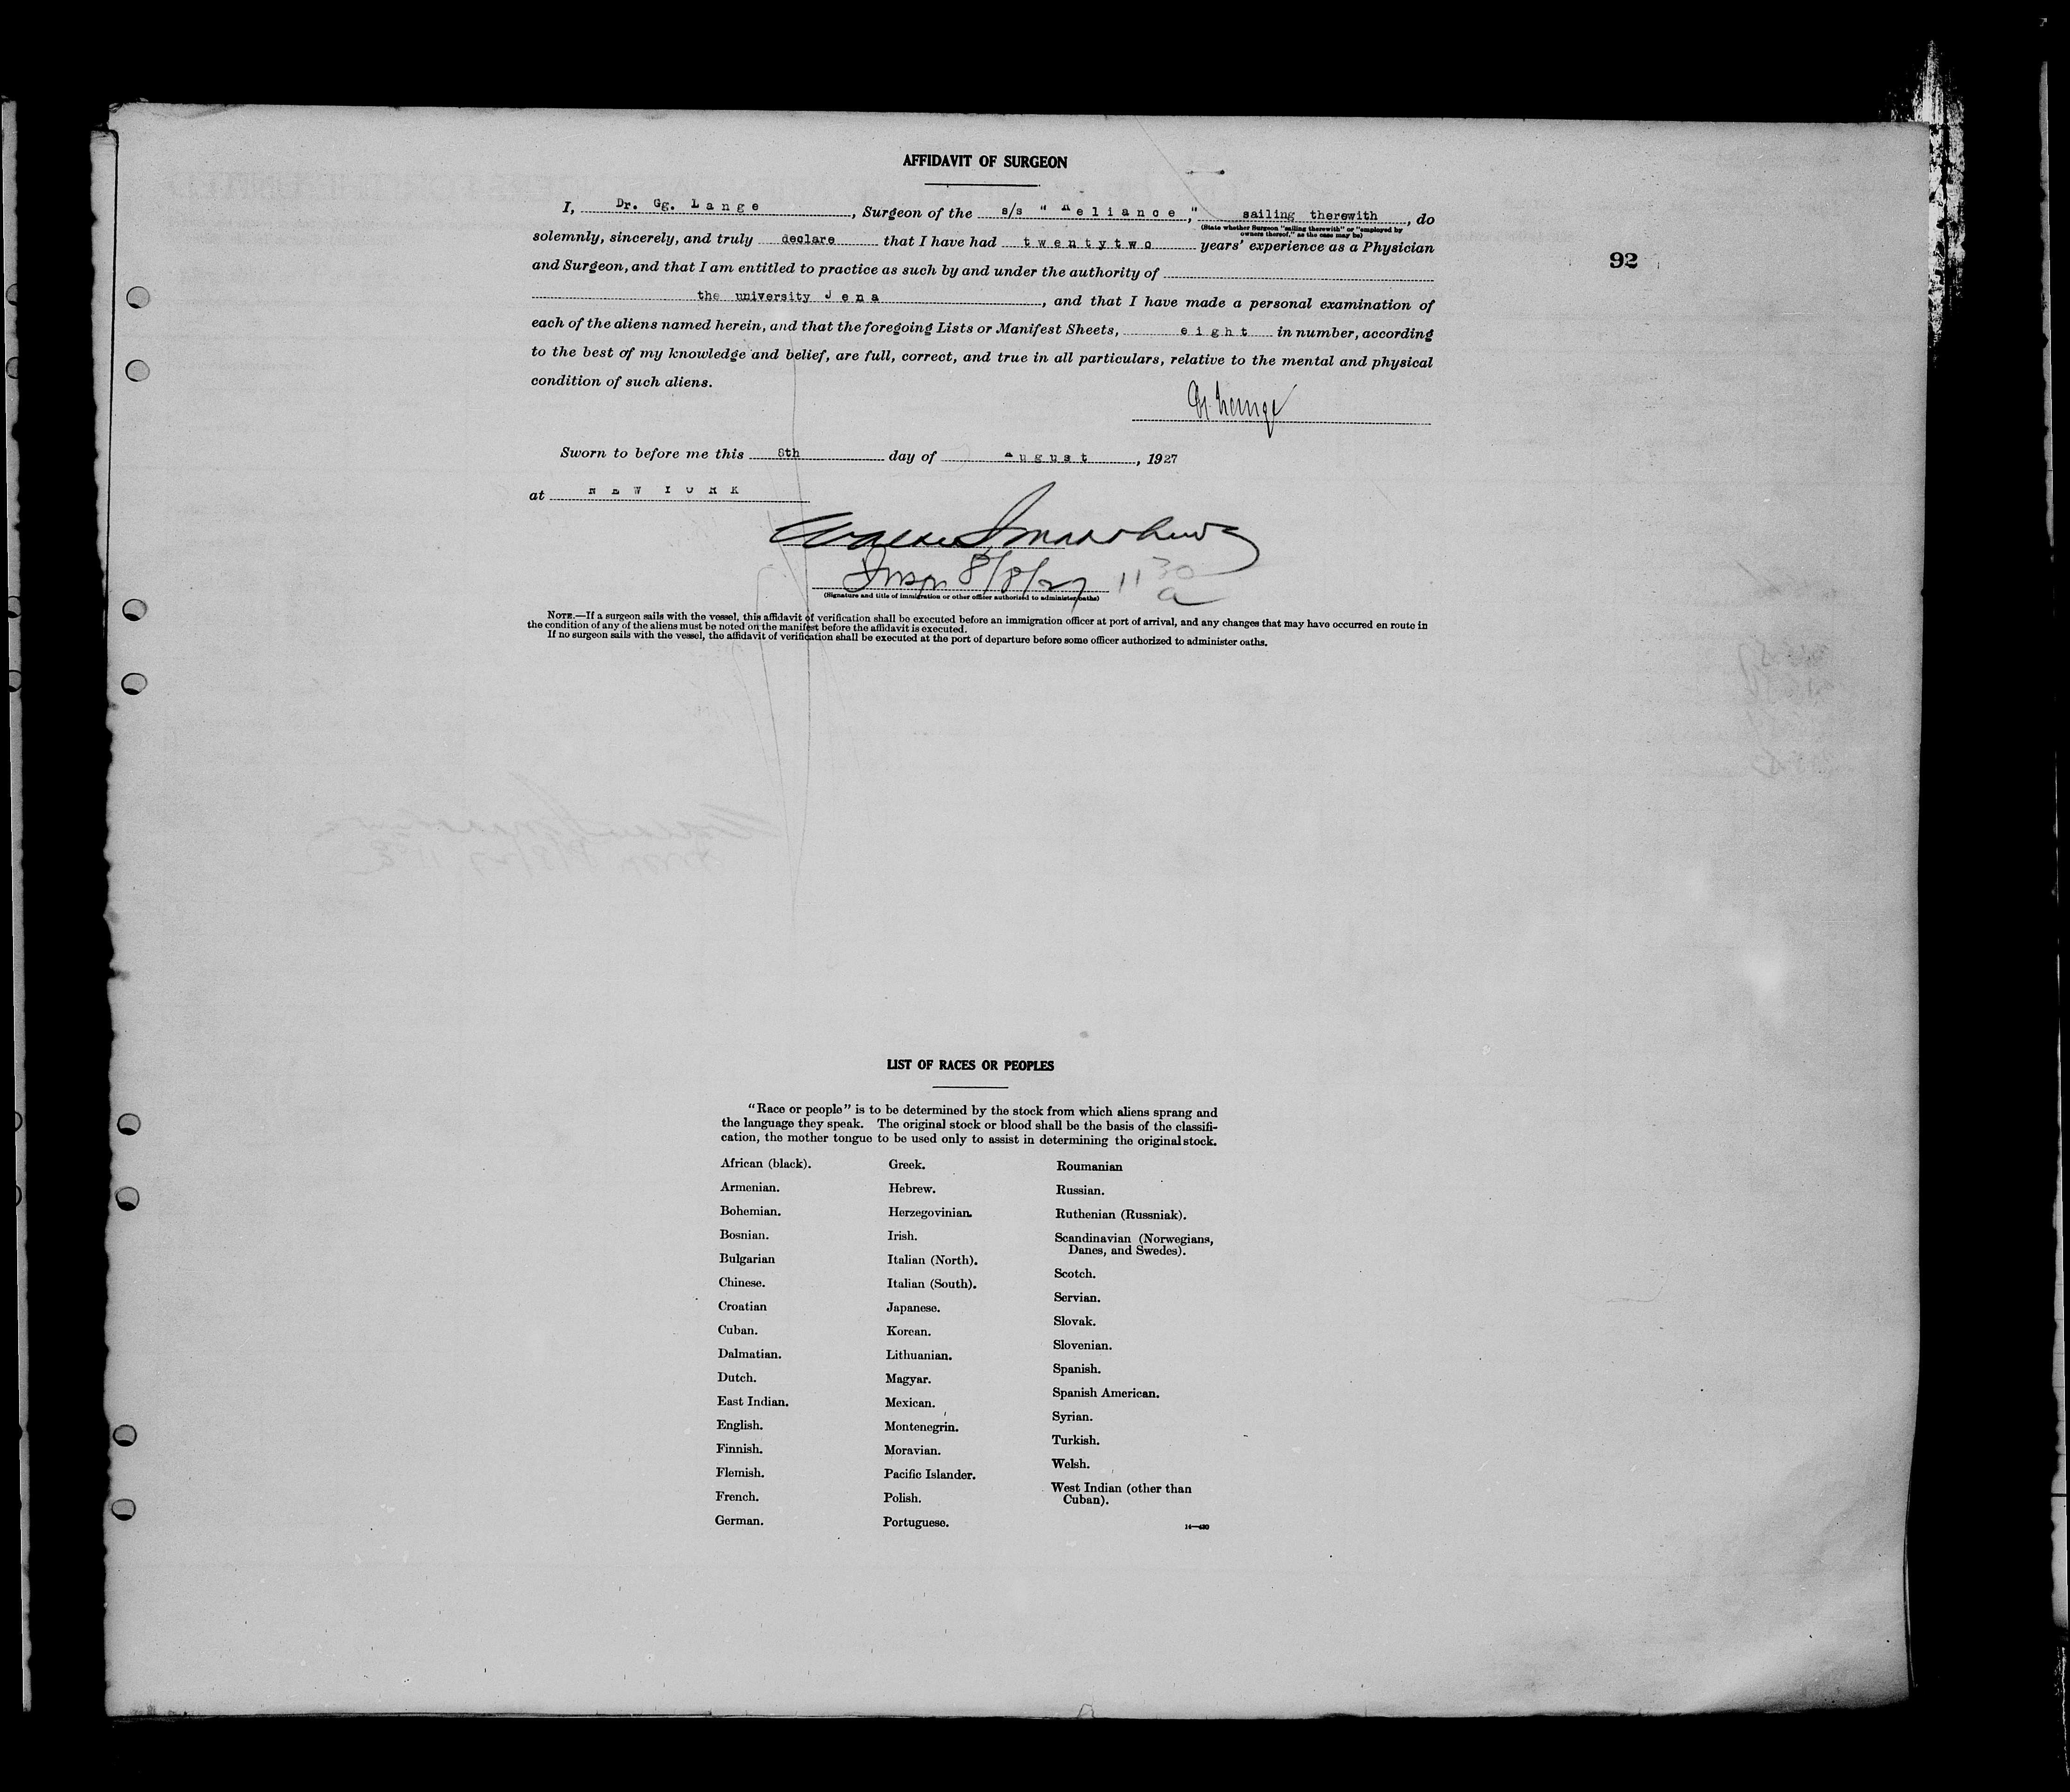 AFFIDAVIT OF SURGEON
I, Dr. Gg. Lange, Surgeon of the s/s "Reliance," sailing therewith, do
(State whether Surgeon "sailing therewith" or "employed by
owners thereof," as the case may be)
solemnly, sincerely, and truly declare that I have had twentytwo years' experience as a Physician
and Surgeon, and that I am entitled to practice as such by and under the authority of
92
the university Jena, and that I have made a personal examination of
each of the aliens named herein, and that the foregoing Lists or Manifest Sheets, eight in number, according
to the best of my knowledge and belief, are full, correct, and true in all particulars, relative to the mental and physical
condition of such aliens.
Sworn to before me this 8th day of August, 1927
at NEW YORK
Insp 8/8/27 11 30 a
(Signature and title of immigration or other officer authorized to administer oaths)
NOTE.—If a surgeon sails with the vessel, this affidavit of verification shall be executed before an immigration officer at port of arrival, and any changes that may have occurred en route in
the condition of any of the aliens must be noted on the manifest before the affidavit is executed.
If no surgeon sails with the vessel, the affidavit of verification shall be executed at the port of departure before some officer authorized to administer oaths.
LIST OF RACES OR PEOPLES
"Race or people" is to be determined by the stock from which aliens sprang and
the language they speak. The original stock or blood shall be the basis of the classifi-
cation, the mother tongue to be used only to assist in determining the original stock.
African (black).
Armenian.
Bohemian.
Bosnian.
Bulgarian
Chinese.
Croatian
Cuban.
Dalmatian.
Dutch.
East Indian.
English.
Finnish.
Flemish.
French.
German.
Greek.
Hebrew.
Herzegovinian.
Irish.
Italian (North).
Italian (South).
Japanese.
Korean.
Lithuanian.
Magyar.
Mexican.
Montenegrin.
Moravian.
Pacific Islander.
Polish.
Portuguese.
Roumanian
Russian.
Ruthenian (Russniak).
Scandinavian (Norwegians,
Danes, and Swedes).
Scotch.
Servian.
Slovak.
Slovenian.
Spanish.
Spanish American.
Syrian.
Turkish.
Welsh.
West Indian (other than
Cuban).